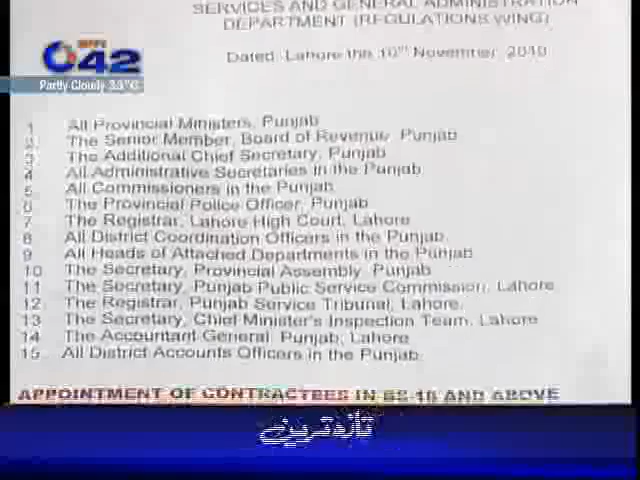 SERVICES AND GENERAL ADMINISTRATION
DEPARTMENT (REGULATIONS WING)
Dated Lahore the 10th November, 2010
42
Partly Cloudy 33°C
1. All Provincial Ministers, Punjab
2. The Senior Member, Board of Revenue, Punjab
3. The Additional Chief Secretary, Punjab
4 All Administrative Secretaries in the Punjab
5 All Commissioners in the Punjab
6 The Provincial Police Officer, Punjab
7 The Registrar, Lahore High Court, Lahore
8 All District Coordination Officers in the Punjab
9 All Heads of Attached Departments in the Punjab
10 The Secretary, Provincial Assembly, Punjab
11 The Secretary, Punjab Public Service Commission, Lahore
12. The Registrar, Punjab Service Tribunal, Lahore.
13 The Secretary, Chief Minister's Inspection Team, Lahore
14 The Accountant General, Punjab, Lahore
15. All District Accounts Officers in the Punjab
APPOINTMENT OF CONTRACTEES IN BS-16 AND ABOVE
تازہ ترین